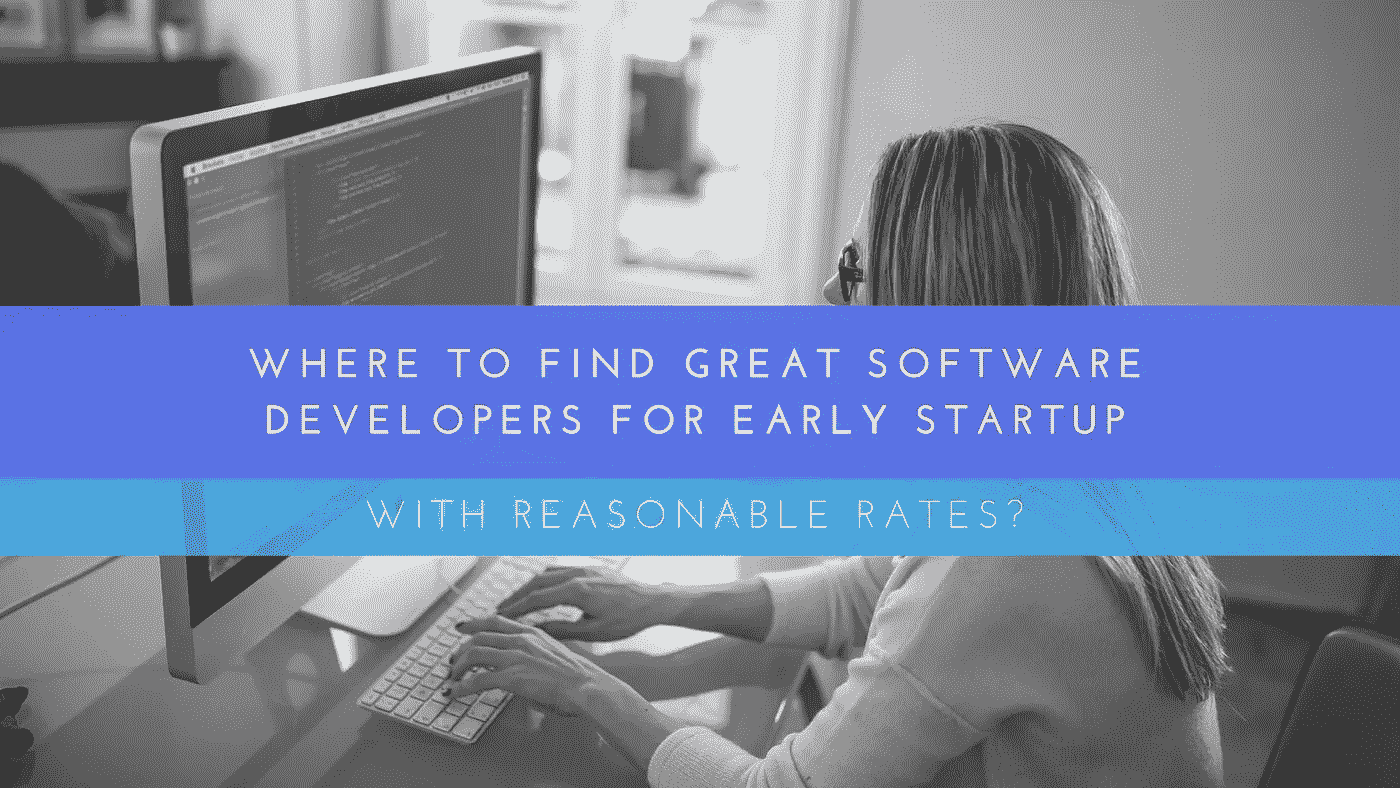 WHERE TO FIND GREAT SOFTWARE
DEVELOPERS FOR EARLY STARTUP
WITH REASONABLE RATES?